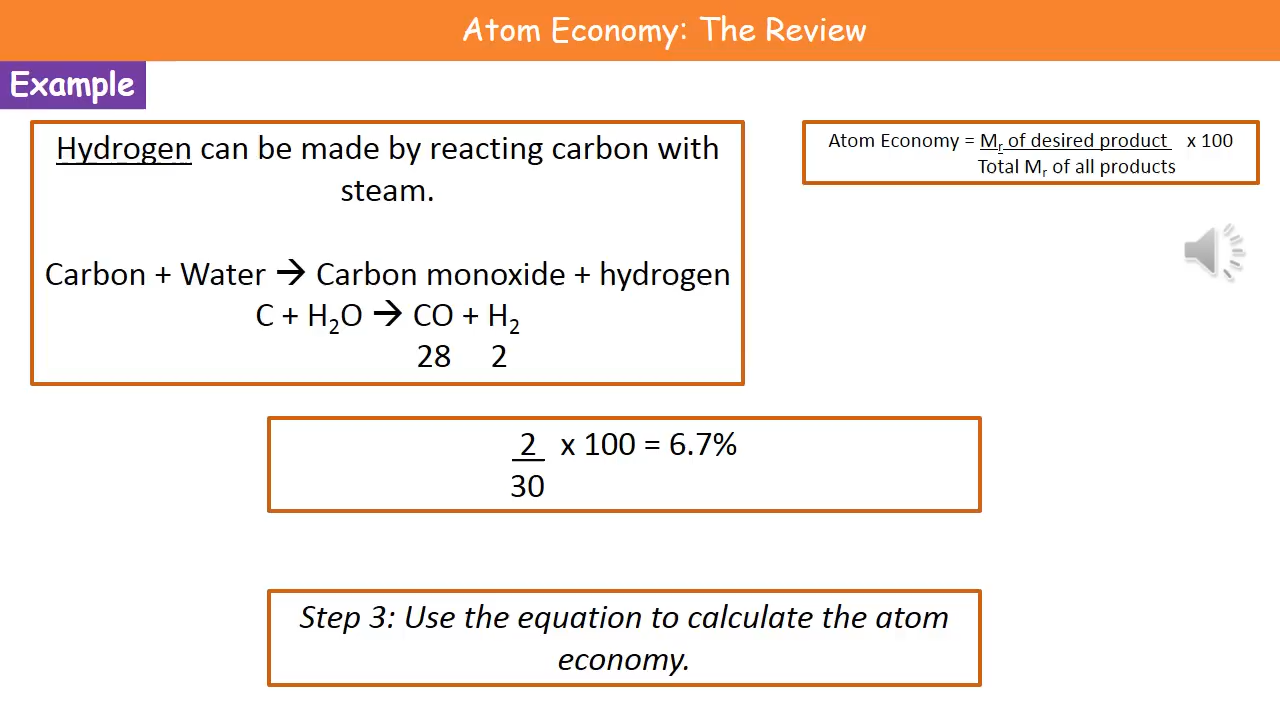 Atom Economy: The Review
Example
Hydrogen can be made by reacting carbon with
steam.
Carbon + Water → Carbon monoxide + hydrogen
C + H₂O → CO + H₂
28 2
Atom Economy = Mᵣ of desired product x 100
Total Mᵣ of all products
2 x 100 = 6.7%
30
Step 3: Use the equation to calculate the atom
economy.